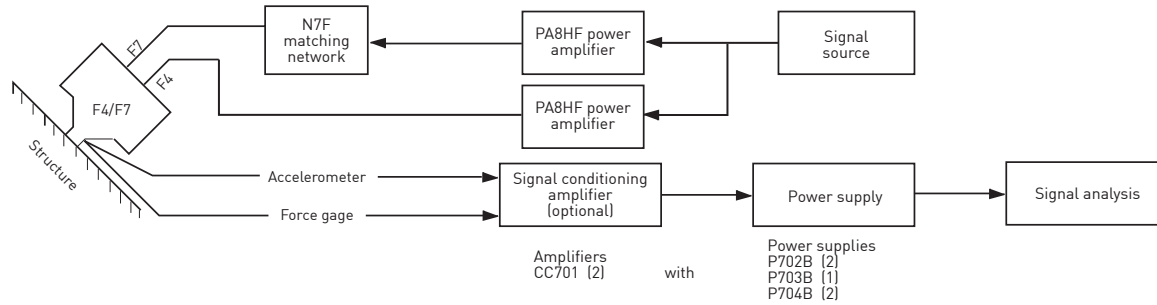 N7F
matching
network
PA8HF power
amplifier
Signal
source
F7
F4
F4/F7
PA8HF power
amplifier
Structure
Accelerometer
Force gage
Signal conditioning
amplifier
(optional)
Power supply
Signal analysis
Amplifiers
CC701 (2) with
Power supplies
P702B (2)
P703B (1)
P704B (2)